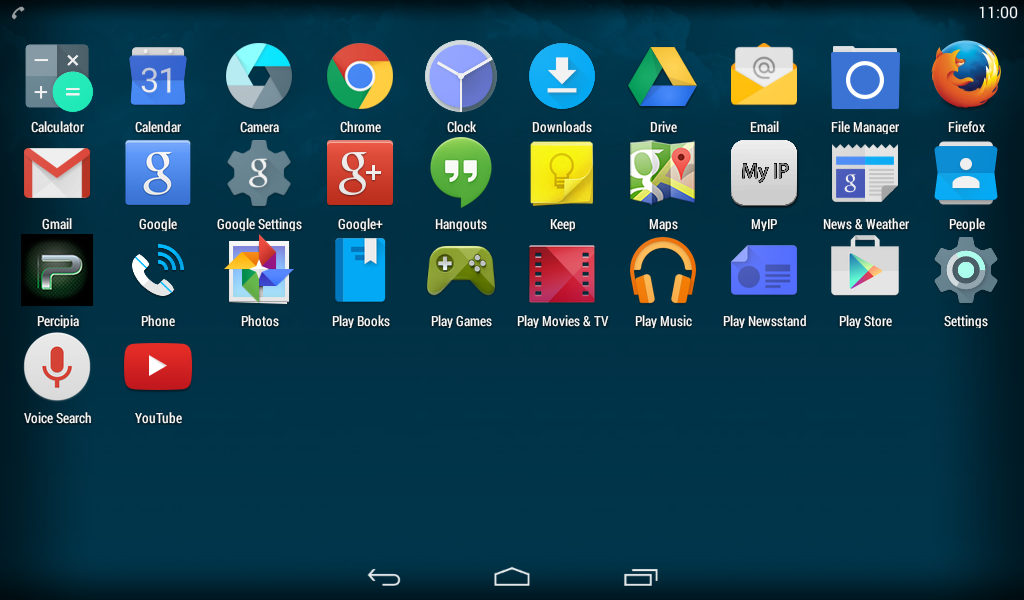 11:00
31
Calculator Calendar Camera Chrome Clock Downloads Drive Email File Manager Firefox
g g g+ g My IP g
Gmail Google Google Settings Google+ Hangouts Keep Maps MyIP News & Weather People
P
Percipia Phone Photos Play Books Play Games Play Movies & TV Play Music Play Newsstand Play Store Settings
Voice Search YouTube